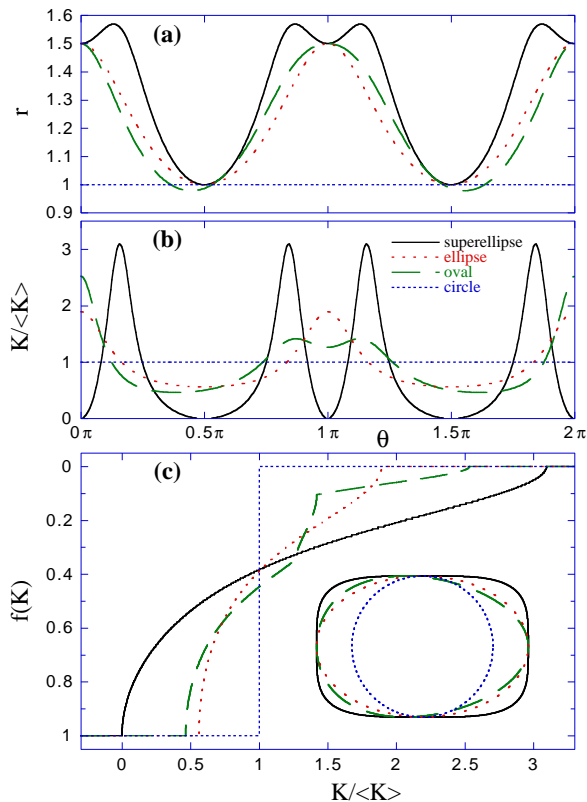 1.6
(a)
1.5
1.4
1.3
r
1.2
1.1
1
0.9
(b)
3
superellipse
ellipse
oval
circle
K/<K>
2
1
0
0π
0.5π
1π
θ
1.5π
2π
(c)
0
0.2
0.4
f(K)
0.6
0.8
1
0
0.5
1
1.5
2
2.5
3
K/<K>